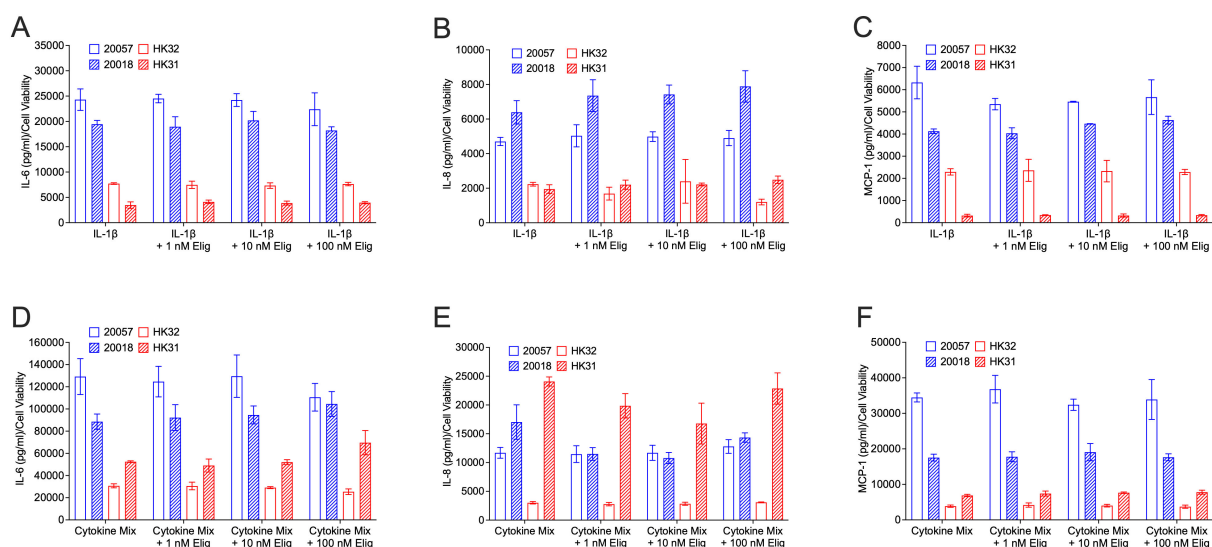 A
IL-6 (pg/ml)/Cell Viability
35000
30000
25000
20000
15000
10000
5000
0
20057
HK32
20018
HK31
IL-1β
IL-1β
+ 1 nM Elig
IL-1β
+ 10 nM Elig
IL-1β
+ 100 nM Elig
B
IL-8 (pg/ml)/Cell Viability
10000
8000
6000
4000
2000
0
20057
HK32
20018
HK31
IL-1β
IL-1β
+ 1 nM Elig
IL-1β
+ 10 nM Elig
IL-1β
+ 100 nM Elig
C
MCP-1 (pg/ml)/Cell Viability
8000
7000
6000
5000
4000
3000
2000
1000
0
20057
HK32
20018
HK31
IL-1β
IL-1β
+ 1 nM Elig
IL-1β
+ 10 nM Elig
IL-1β
+ 100 nM Elig
D
IL-6 (pg/ml)/Cell Viability
160000
140000
120000
100000
80000
60000
40000
20000
0
20057
HK32
20018
HK31
Cytokine Mix
Cytokine Mix
+ 1 nM Elig
Cytokine Mix
+ 10 nM Elig
Cytokine Mix
+ 100 nM Elig
E
IL-8 (pg/ml)/Cell Viability
30000
25000
20000
15000
10000
5000
0
20057
HK32
20018
HK31
Cytokine Mix
Cytokine Mix
+ 1 nM Elig
Cytokine Mix
+ 10 nM Elig
Cytokine Mix
+ 100 nM Elig
F
MCP-1 (pg/ml)/Cell Viability
50000
40000
30000
20000
10000
0
20057
HK32
20018
HK31
Cytokine Mix
Cytokine Mix
+ 1 nM Elig
Cytokine Mix
+ 10 nM Elig
Cytokine Mix
+ 100 nM Elig